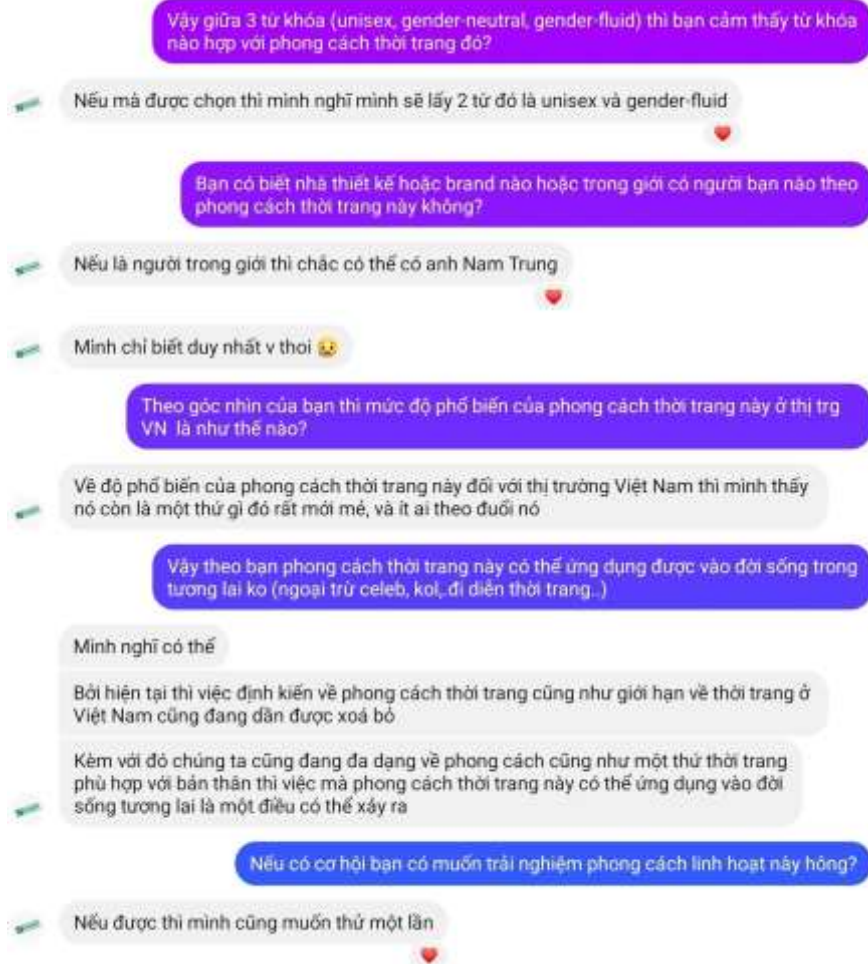 Vậy giữa 3 từ khóa (unisex, gender-neutral, gender-fluid) thì bạn cảm thấy từ khóa
nào hợp với phong cách thời trang đó?
Nếu mà được chọn thì mình nghĩ mình sẽ lấy 2 từ đó là unisex và gender-fluid
Bạn có biết nhà thiết kế hoặc brand nào hoặc trong giới có người bạn nào theo
phong cách thời trang này không?
Nếu là người trong giới thì chắc có thể có anh Nam Trung
Mình chỉ biết duy nhất v thoi 😥
Theo góc nhìn của bạn thì mức độ phổ biến của phong cách thời trang này ở thị trg
VN là như thế nào?
Về độ phổ biến của phong cách thời trang này đối với thị trường Việt Nam thì mình thấy
nó còn là một thứ gì đó rất mới mẻ, và ít ai theo đuổi nó
Vậy theo bạn phong cách thời trang này có thể ứng dụng được vào đời sống trong
tương lai ko (ngoại trừ celeb, kol,.đi diễn thời trang..)
Mình nghĩ có thể
Bởi hiện tại thì việc định kiến về phong cách thời trang cũng như giới hạn về thời trang ở
Việt Nam cũng đang dần được xoá bỏ
Kèm với đó chúng ta cũng đang đa dạng về phong cách cũng như một thứ thời trang
phù hợp với bản thân thì việc mà phong cách thời trang này có thể ứng dụng vào đời
sống tương lai là một điều có thể xảy ra
Nếu có cơ hội bạn có muốn trải nghiệm phong cách linh hoạt này hông?
Nếu được thì mình cũng muốn thử một lần